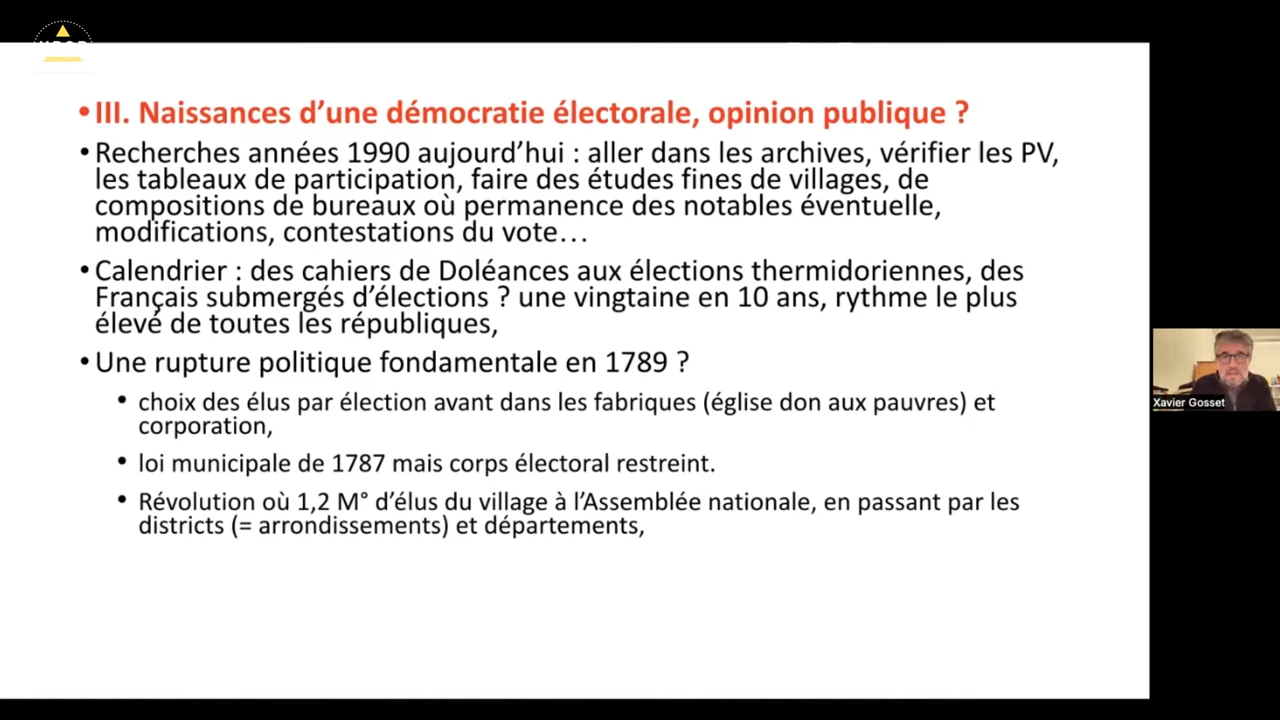 •III. Naissances d’une démocratie électorale, opinion publique ?
•Recherches années 1990 aujourd’hui : aller dans les archives, vérifier les PV,
les tableaux de participation, faire des études fines de villages, de
compositions de bureaux où permanence des notables éventuelle,
modifications, contestations du vote…
•Calendrier : des cahiers de Doléances aux élections thermidoriennes, des
Français submergés d’élections ? une vingtaine en 10 ans, rythme le plus
élevé de toutes les républiques,
•Une rupture politique fondamentale en 1789 ?
• choix des élus par élection avant dans les fabriques (église don aux pauvres) et
corporation,
• loi municipale de 1787 mais corps électoral restreint.
• Révolution où 1,2 M° d’élus du village à l’Assemblée nationale, en passant par les
districts (= arrondissements) et départements,
Xavier Gosset